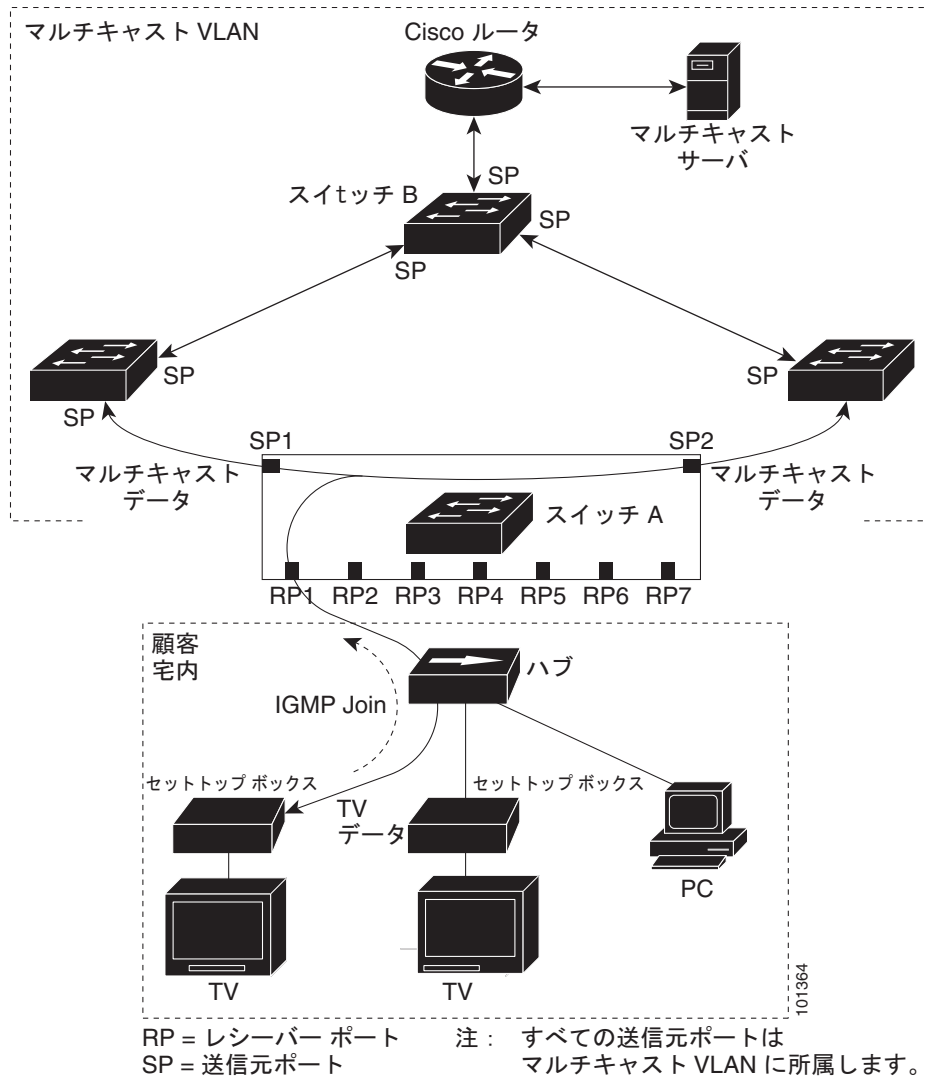 マルチキャスト VLAN
Cisco ルータ
マルチキャスト
サーバ
スイtッチ B
SP
SP
SP
SP
SP
SP
SP1
SP2
マルチキャスト
データ
マルチキャスト
データ
スイッチ A
RP1 RP2 RP3 RP4 RP5 RP6 RP7
顧客
宅内
ハブ
IGMP Join
セットトップ ボックス
セットトップ ボックス
TV
データ
PC
TV
TV
101364
RP = レシーバー ポート
SP = 送信元ポート
注 : すべての送信元ポートは
マルチキャスト VLAN に所属します。